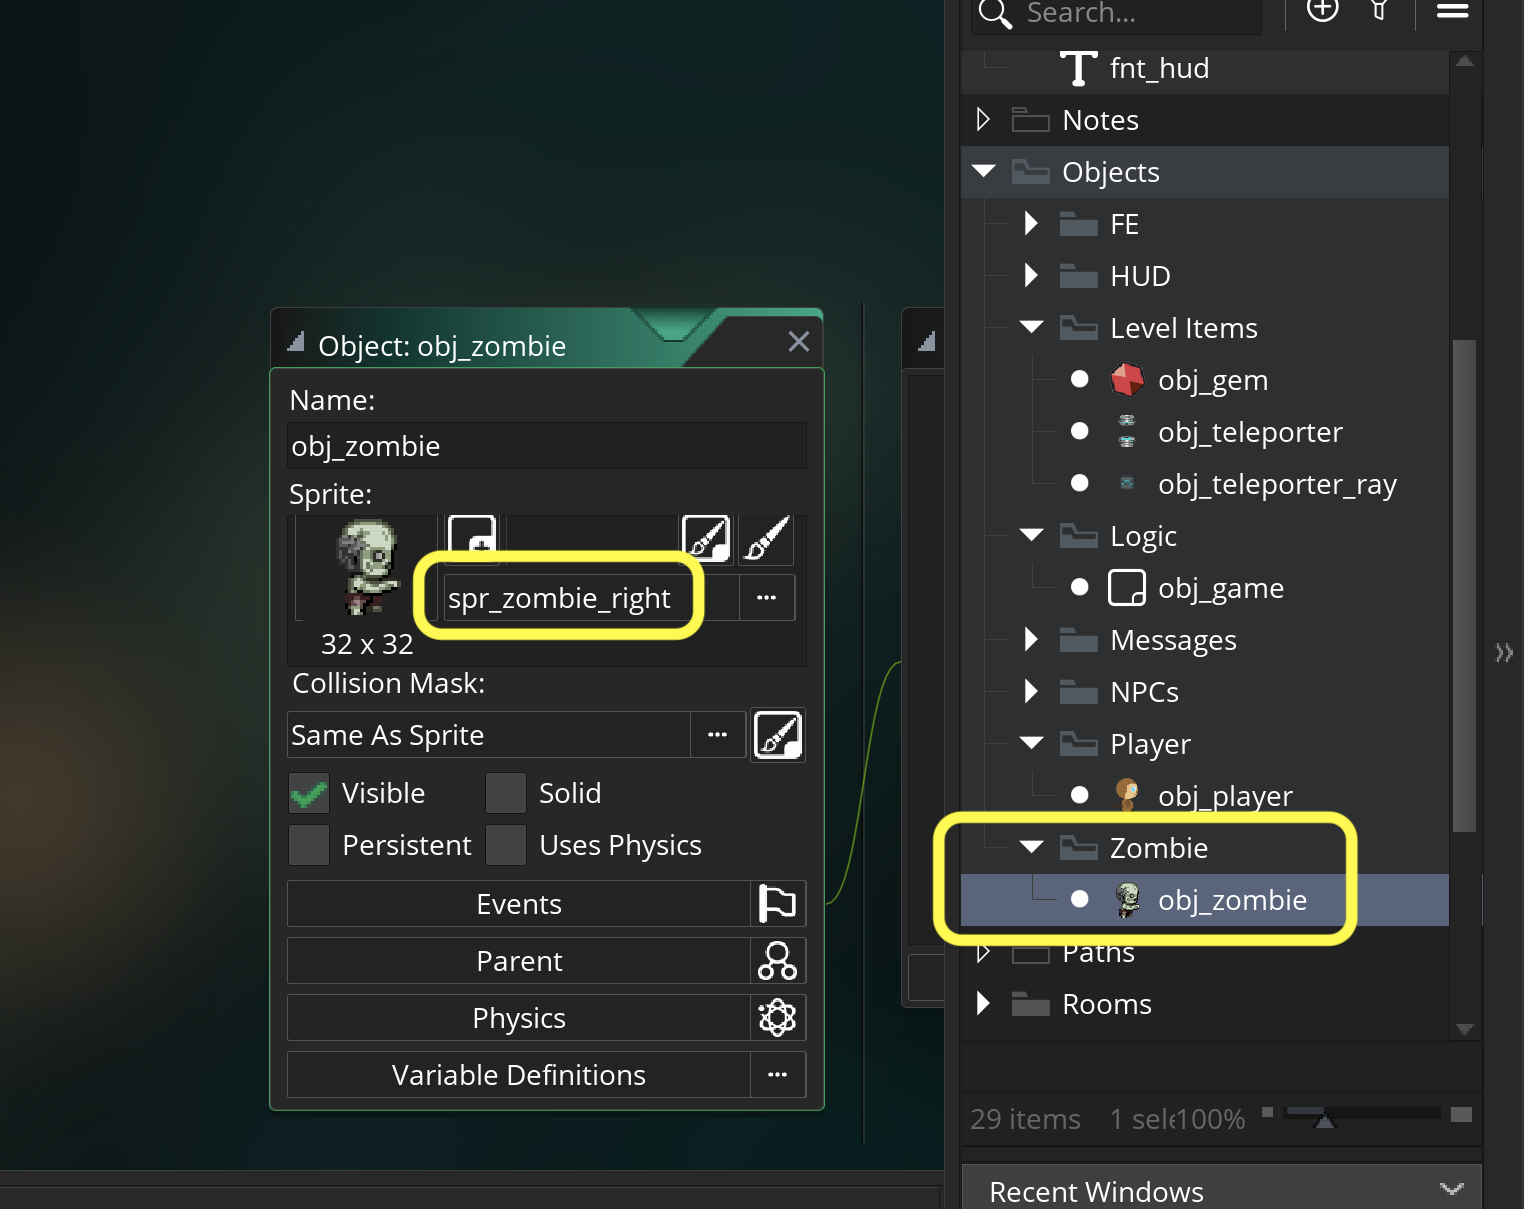 Search...
fnt_hud
Notes
Objects
FE
HUD
Level Items
obj_gem
obj_teleporter
obj_teleporter_ray
Logic
obj_game
Messages
NPCs
Player
obj_player
Zombie
obj_zombie
Paths
Rooms
29 items 1 sele 100%
Recent Windows
Object: obj_zombie
Name:
obj_zombie
Sprite:
spr_zombie_right
...
32 x 32
Collision Mask:
Same As Sprite ...
Visible Solid
Persistent Uses Physics
Events
Parent
Physics
Variable Definitions ...